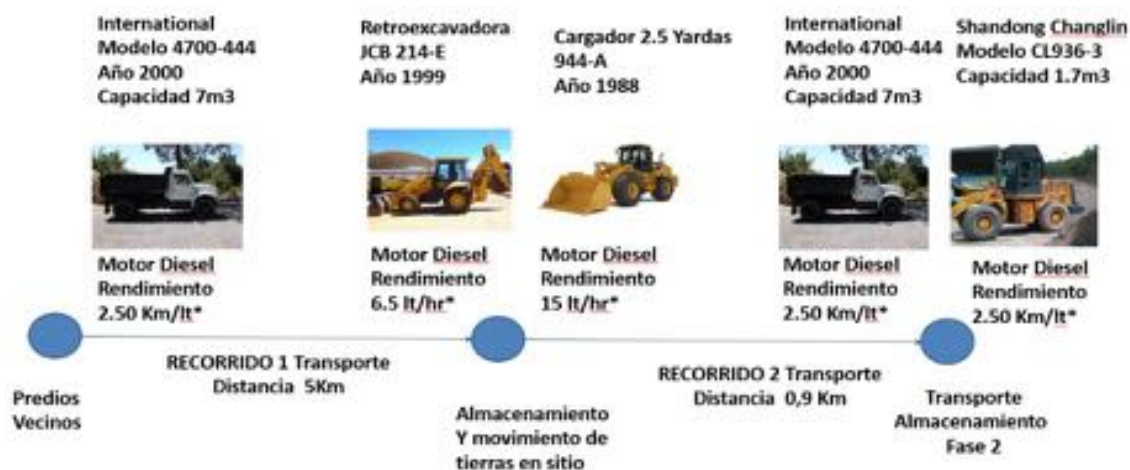 International
Modelo 4700-444
Año 2000
Capacidad 7m3
Retroexcavadora
JCB 214-E
Año 1999
Cargador 2.5 Yardas
944-A
Año 1988
International
Modelo 4700-444
Año 2000
Capacidad 7m3
Shandong Changlin
Modelo CL936-3
Capacidad 1.7m3
Motor Diesel
Rendimiento
2.50 Km/lt*
Motor Diesel
Rendimiento
6.5 lt/hr*
Motor Diesel
Rendimiento
15 lt/hr*
Motor Diesel
Rendimiento
2.50 Km/lt*
Motor Diesel
Rendimiento
2.50 Km/lt*
RECORRIDO 1 Transporte
Distancia 5Km
RECORRIDO 2 Transporte
Distancia 0,9 Km
Predios
Vecinos
Almacenamiento
Y movimiento de
tierras en sitio
Transporte
Almacenamiento
Fase 2